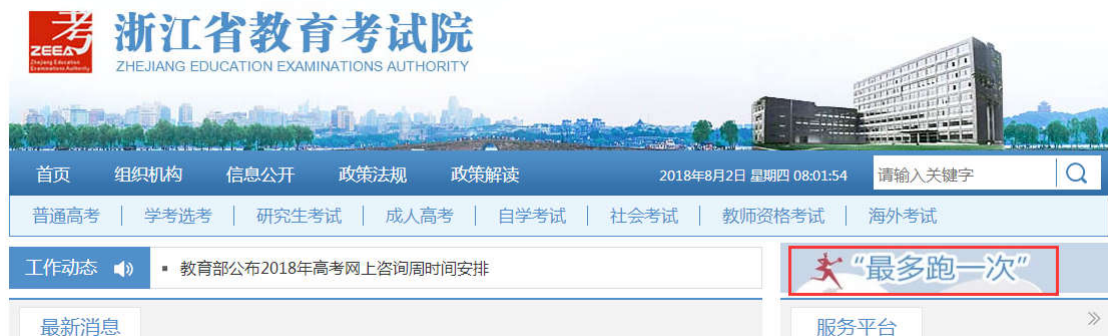 考
ZEEA
Zhejiang Education
Examinations Authority
浙江省教育考试院
ZHEJIANG EDUCATION EXAMINATIONS AUTHORITY
首页 组织机构 信息公开 政策法规 政策解读 2018年8月2日 星期四 08:01:54 请输入关键字
普通高考 | 学考选考 | 研究生考试 | 成人高考 | 自学考试 | 社会考试 | 教师资格考试 | 海外考试
工作动态 ▪ 教育部公布2018年高考网上咨询周时间安排 “最多跑一次”
最新消息 服务平台 »